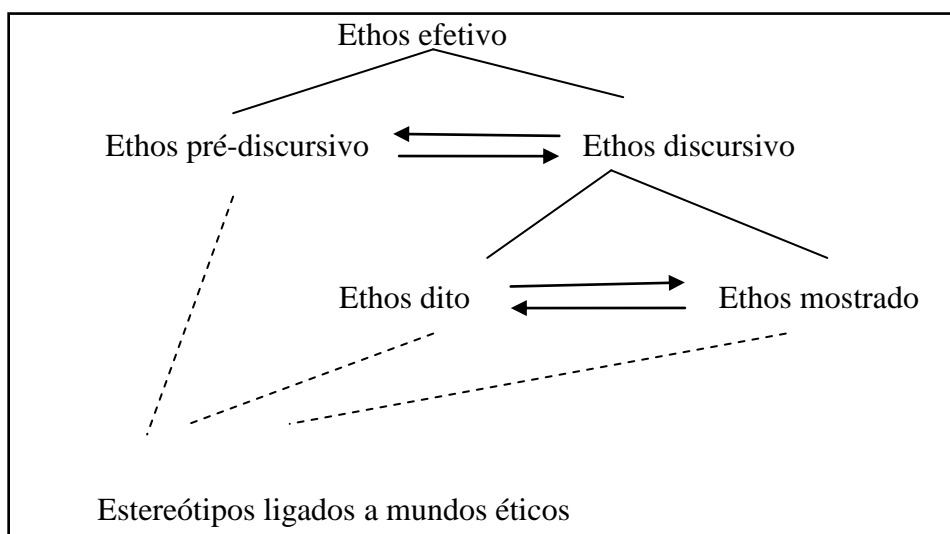 Ethos efetivo
Ethos pré-discursivo Ethos discursivo
Ethos dito Ethos mostrado
Estereótipos ligados a mundos éticos